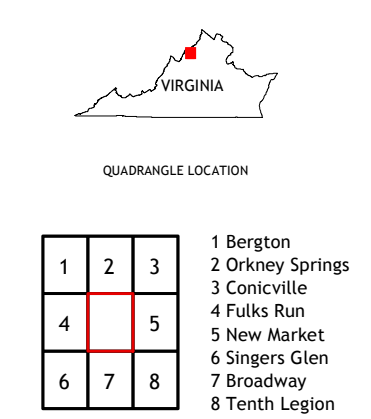 VIRGINIA
QUADRANGLE LOCATION
1 2 3
4 5
6 7 8
1 Bergton
2 Orkney Springs
3 Conicville
4 Fulks Run
5 New Market
6 Singers Glen
7 Broadway
8 Tenth Legion